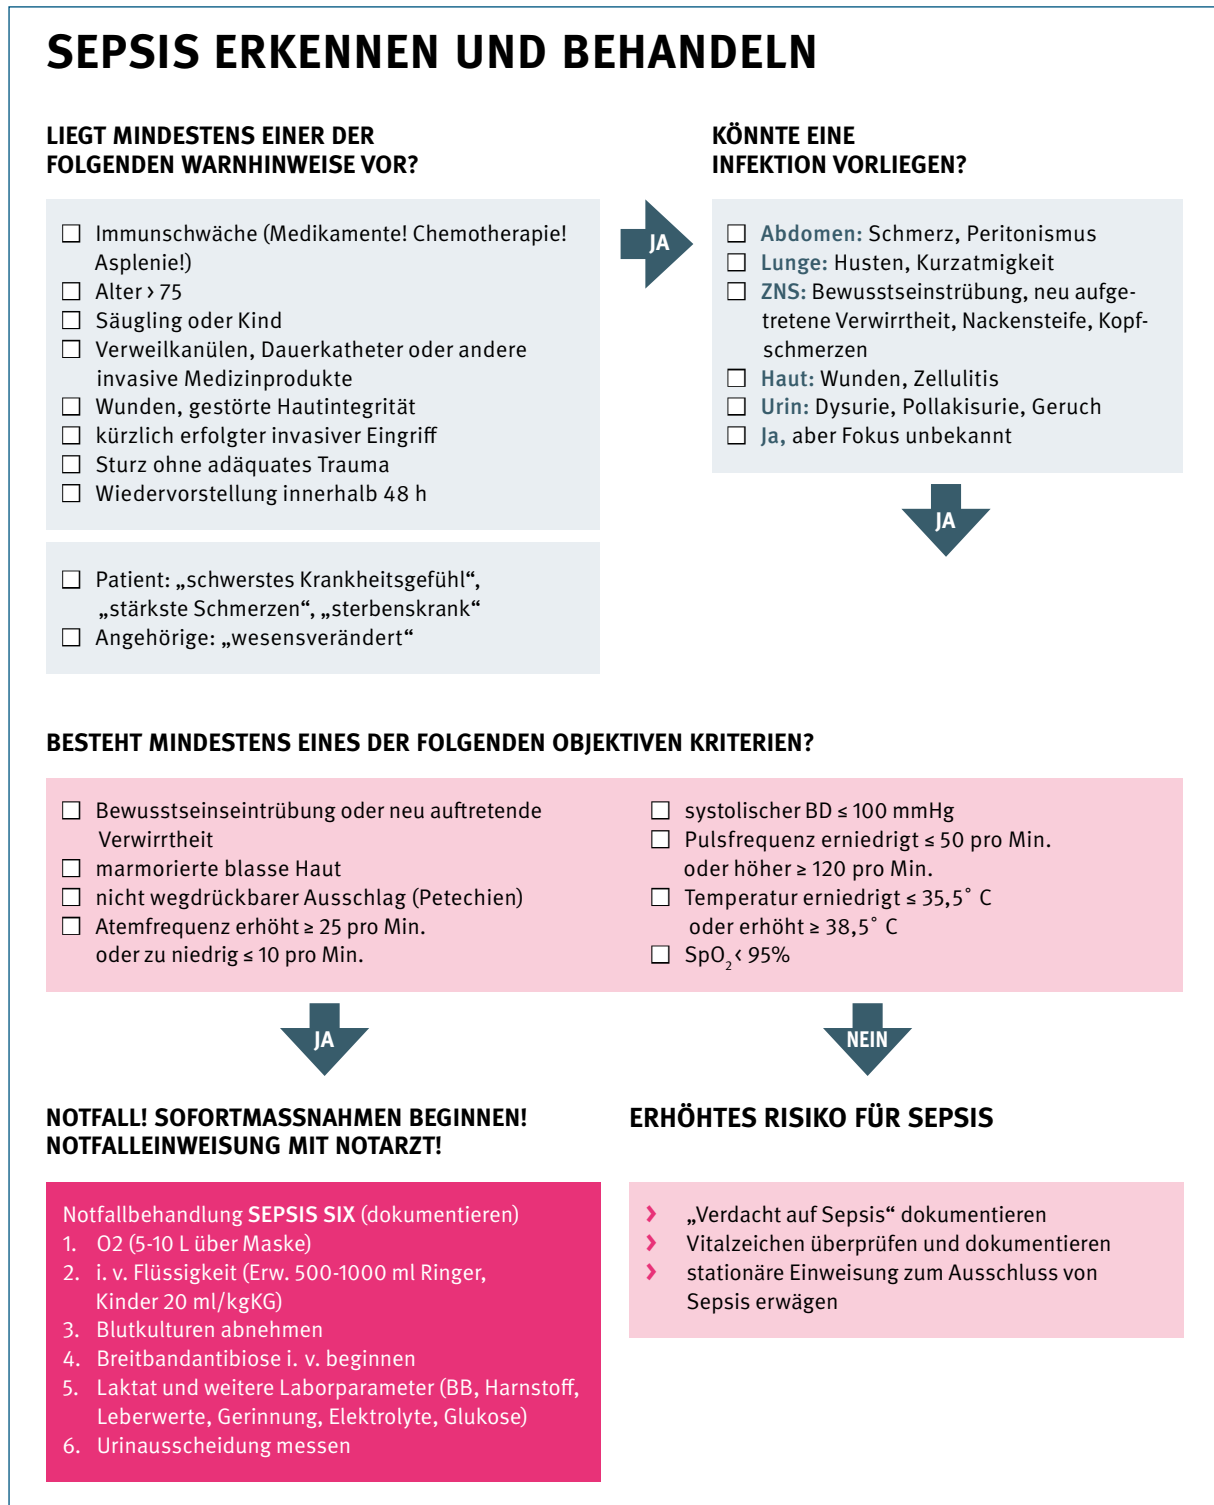 SEPSIS ERKENNEN UND BEHANDELN
LIEGT MINDESTENS EINER DER
FOLGENDEN WARNHINWEISE VOR?
Immunschwäche (Medikamente! Chemotherapie!
Asplenie!)
Alter › 75
Säugling oder Kind
Verweilkanülen, Dauerkatheter oder andere
invasive Medizinprodukte
Wunden, gestörte Hautintegrität
kürzlich erfolgter invasiver Eingriff
Sturz ohne adäquates Trauma
Wiedervorstellung innerhalb 48 h
Patient: „schwerstes Krankheitsgefühl“,
„stärkste Schmerzen“, „sterbenskrank“
Angehörige: „wesensverändert“
JA
KÖNNTE EINE
INFEKTION VORLIEGEN?
Abdomen: Schmerz, Peritonismus
Lunge: Husten, Kurzatmigkeit
ZNS: Bewusstseinstrübung, neu aufge-
tretene Verwirrtheit, Nackensteife, Kopf-
schmerzen
Haut: Wunden, Zellulitis
Urin: Dysurie, Pollakisurie, Geruch
Ja, aber Fokus unbekannt
JA
BESTEHT MINDESTENS EINES DER FOLGENDEN OBJEKTIVEN KRITERIEN?
Bewusstseinseintrübung oder neu auftretende
Verwirrtheit
marmorierte blasse Haut
nicht wegdrückbarer Ausschlag (Petechien)
Atemfrequenz erhöht ≥ 25 pro Min.
oder zu niedrig ≤ 10 pro Min.
systolischer BD ≤ 100 mmHg
Pulsfrequenz erniedrigt ≤ 50 pro Min.
oder höher ≥ 120 pro Min.
Temperatur erniedrigt ≤ 35,5˚ C
oder erhöht ≥ 38,5˚ C
SpO₂‹ 95%
JA
NEIN
NOTFALL! SOFORTMASSNAHMEN BEGINNEN!
NOTFALLEINWEISUNG MIT NOTARZT!
Notfallbehandlung SEPSIS SIX (dokumentieren)
1. O2 (5-10 L über Maske)
2. i. v. Flüssigkeit (Erw. 500-1000 ml Ringer,
Kinder 20 ml/kgKG)
3. Blutkulturen abnehmen
4. Breitbandantibiose i. v. beginnen
5. Laktat und weitere Laborparameter (BB, Harnstoff,
Leberwerte, Gerinnung, Elektrolyte, Glukose)
6. Urinausscheidung messen
ERHÖHTES RISIKO FÜR SEPSIS
› „Verdacht auf Sepsis“ dokumentieren
› Vitalzeichen überprüfen und dokumentieren
› stationäre Einweisung zum Ausschluss von
Sepsis erwägen